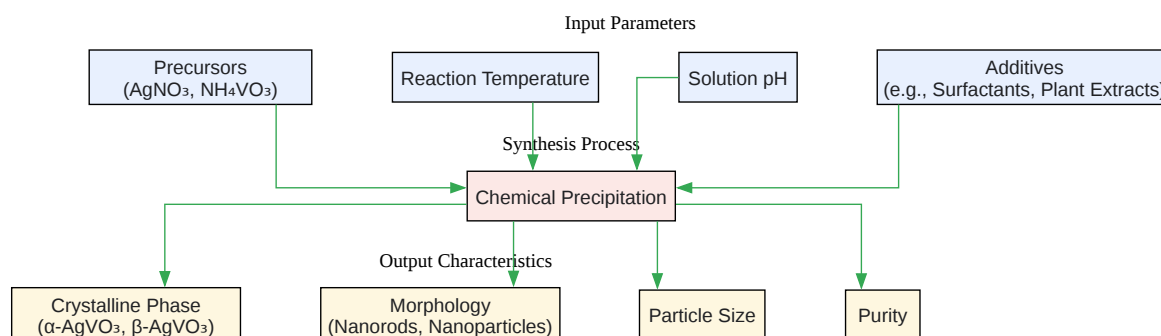 Input Parameters
Precursors
(AgNO₃, NH₄VO₃)
Reaction Temperature
Solution pH
Additives
(e.g., Surfactants, Plant Extracts)
Synthesis Process
Chemical Precipitation
Output Characteristics
Crystalline Phase
(α-AgVO₃, β-AgVO₃)
Morphology
(Nanorods, Nanoparticles)
Particle Size
Purity